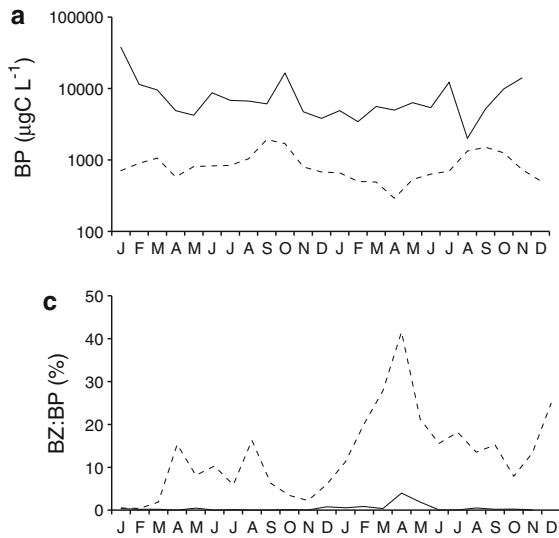 a
100000
10000
1000
100
BP (µgC L⁻¹)
J F M A M J J A S O N D J F M A M J J A S O N D
c
50
40
30
20
10
0
BZ:BP (%)
J F M A M J J A S O N D J F M A M J J A S O N D